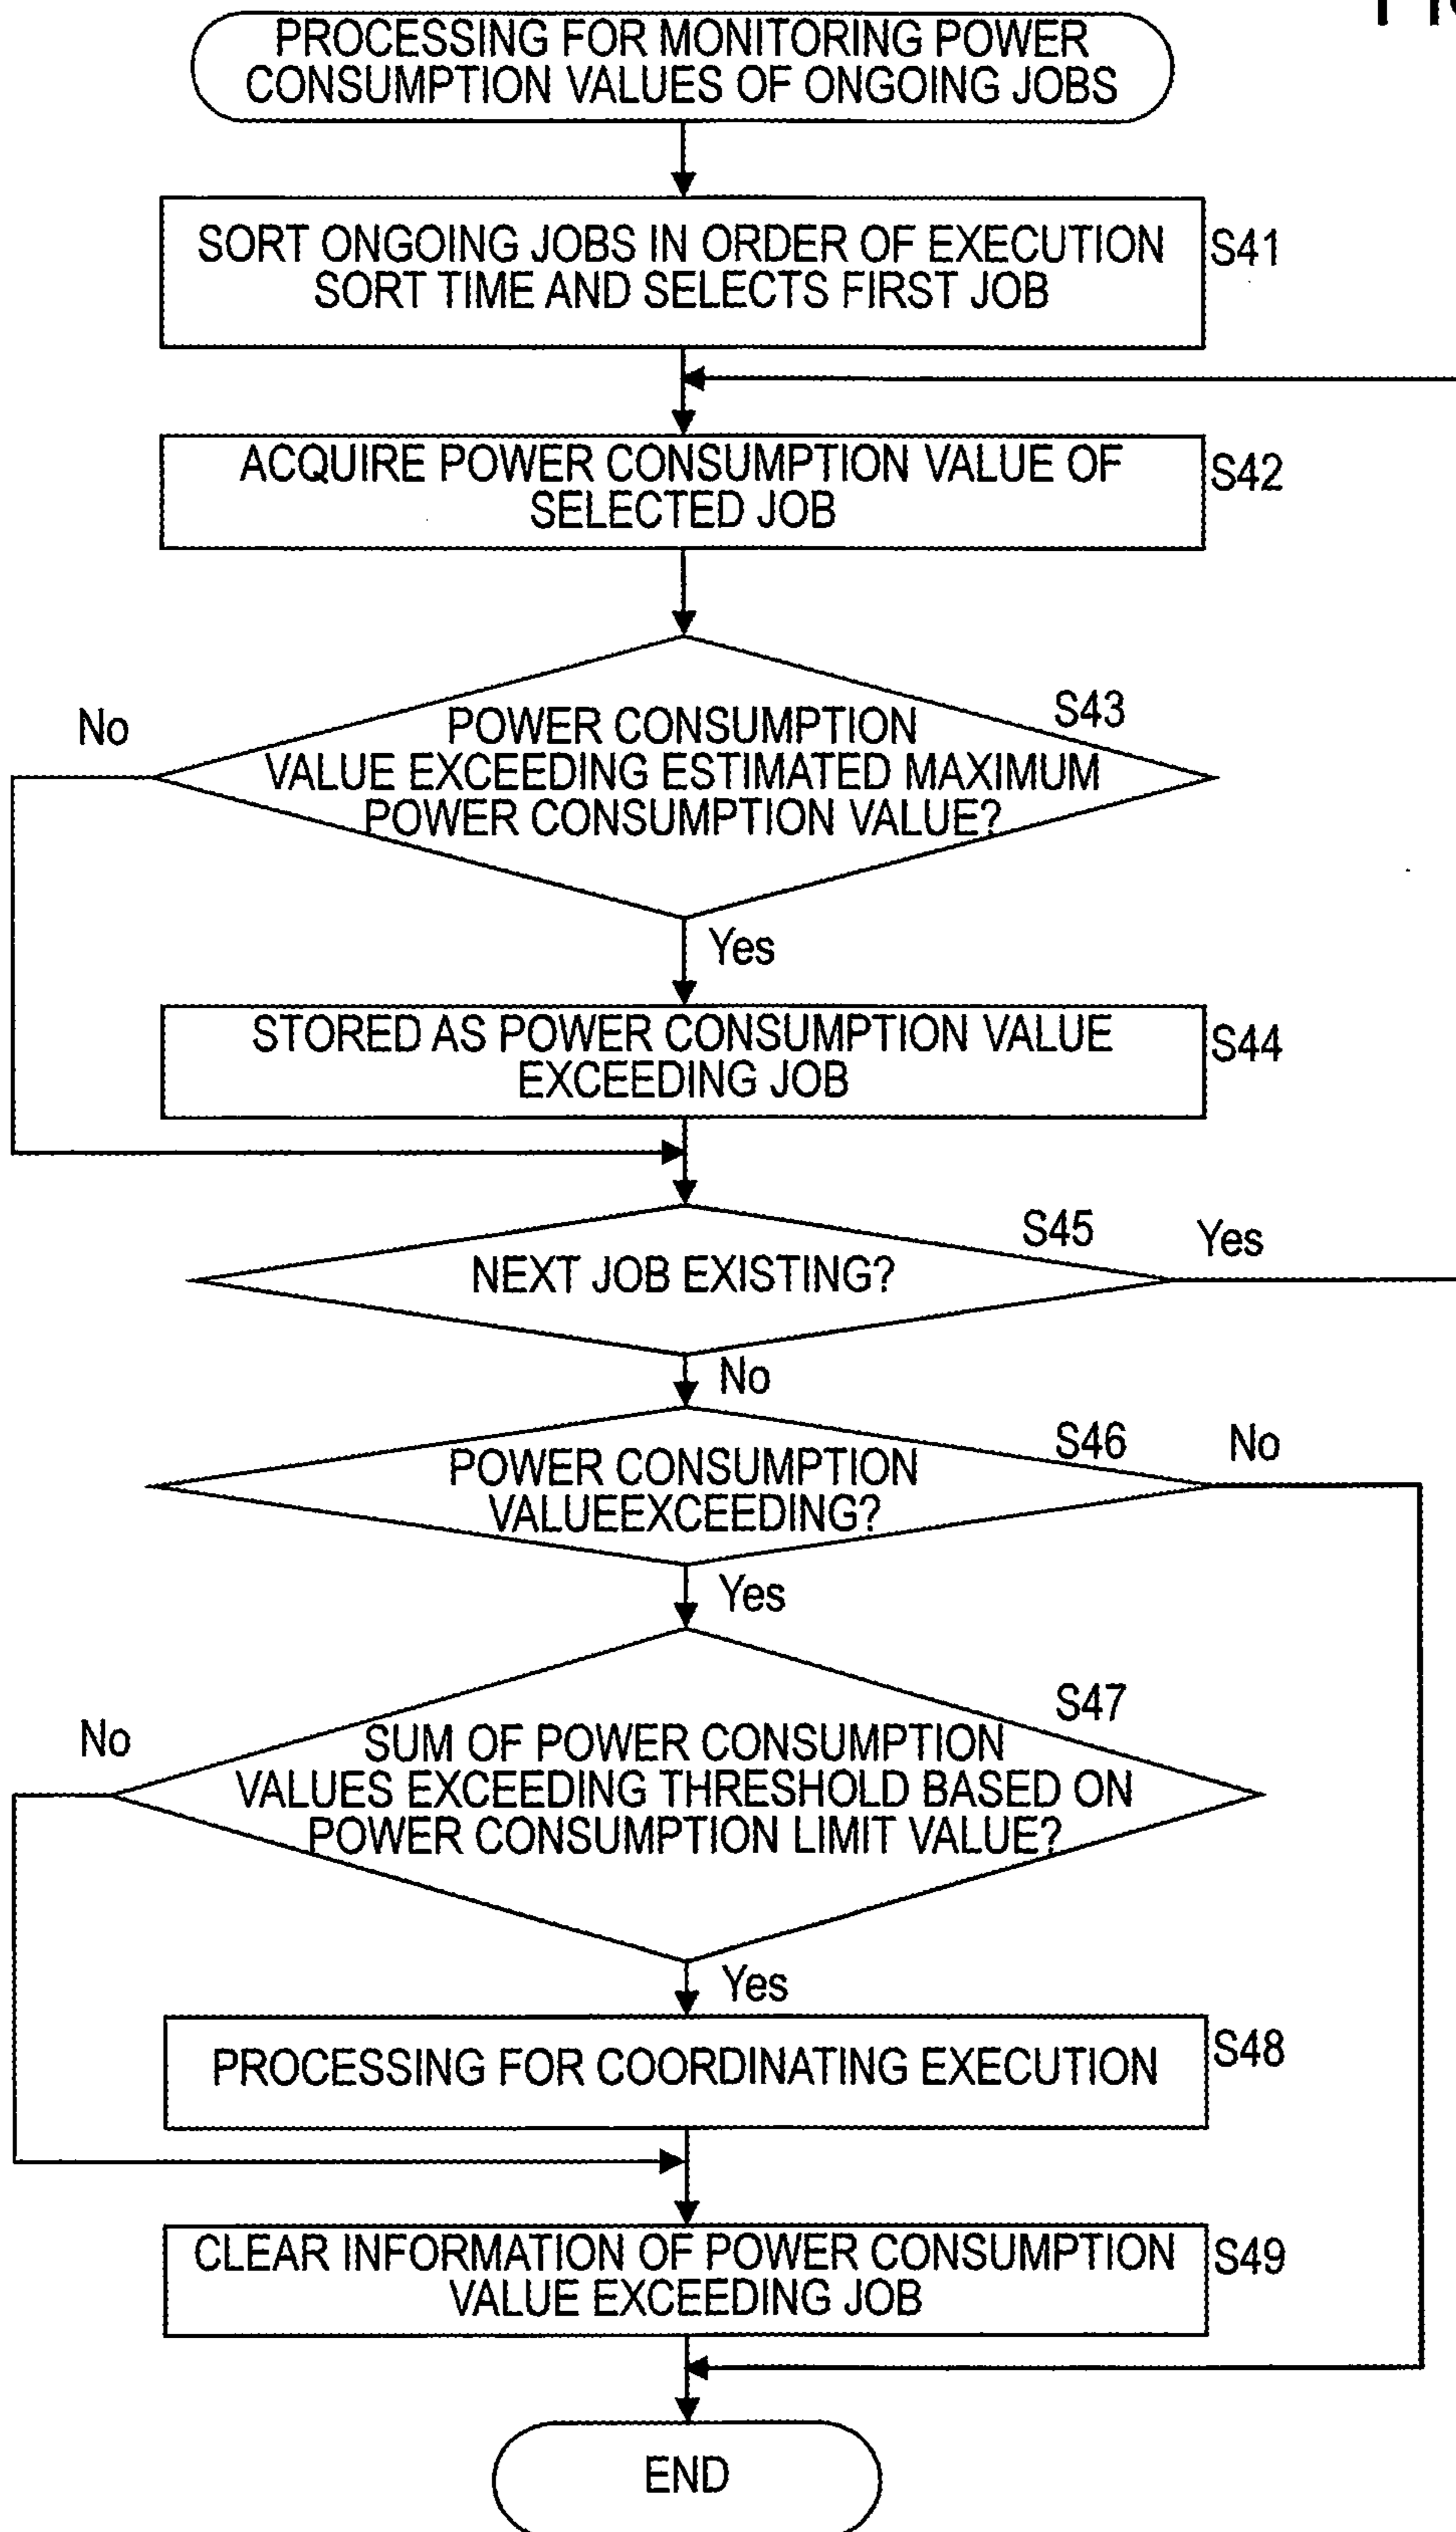 PROCESSING FOR MONITORING POWER
CONSUMPTION VALUES OF ONGOING JOBS
SORT ONGOING JOBS IN ORDER OF EXECUTION
SORT TIME AND SELECTS FIRST JOB
S41
ACQUIRE POWER CONSUMPTION VALUE OF
SELECTED JOB
S42
No
S43
POWER CONSUMPTION
VALUE EXCEEDING ESTIMATED MAXIMUM
POWER CONSUMPTION VALUE?
Yes
STORED AS POWER CONSUMPTION VALUE
EXCEEDING JOB
S44
S45
Yes
NEXT JOB EXISTING?
No
S46
No
POWER CONSUMPTION
VALUEEXCEEDING?
Yes
S47
No
SUM OF POWER CONSUMPTION
VALUES EXCEEDING THRESHOLD BASED ON
POWER CONSUMPTION LIMIT VALUE?
Yes
PROCESSING FOR COORDINATING EXECUTION
S48
CLEAR INFORMATION OF POWER CONSUMPTION
VALUE EXCEEDING JOB
S49
END